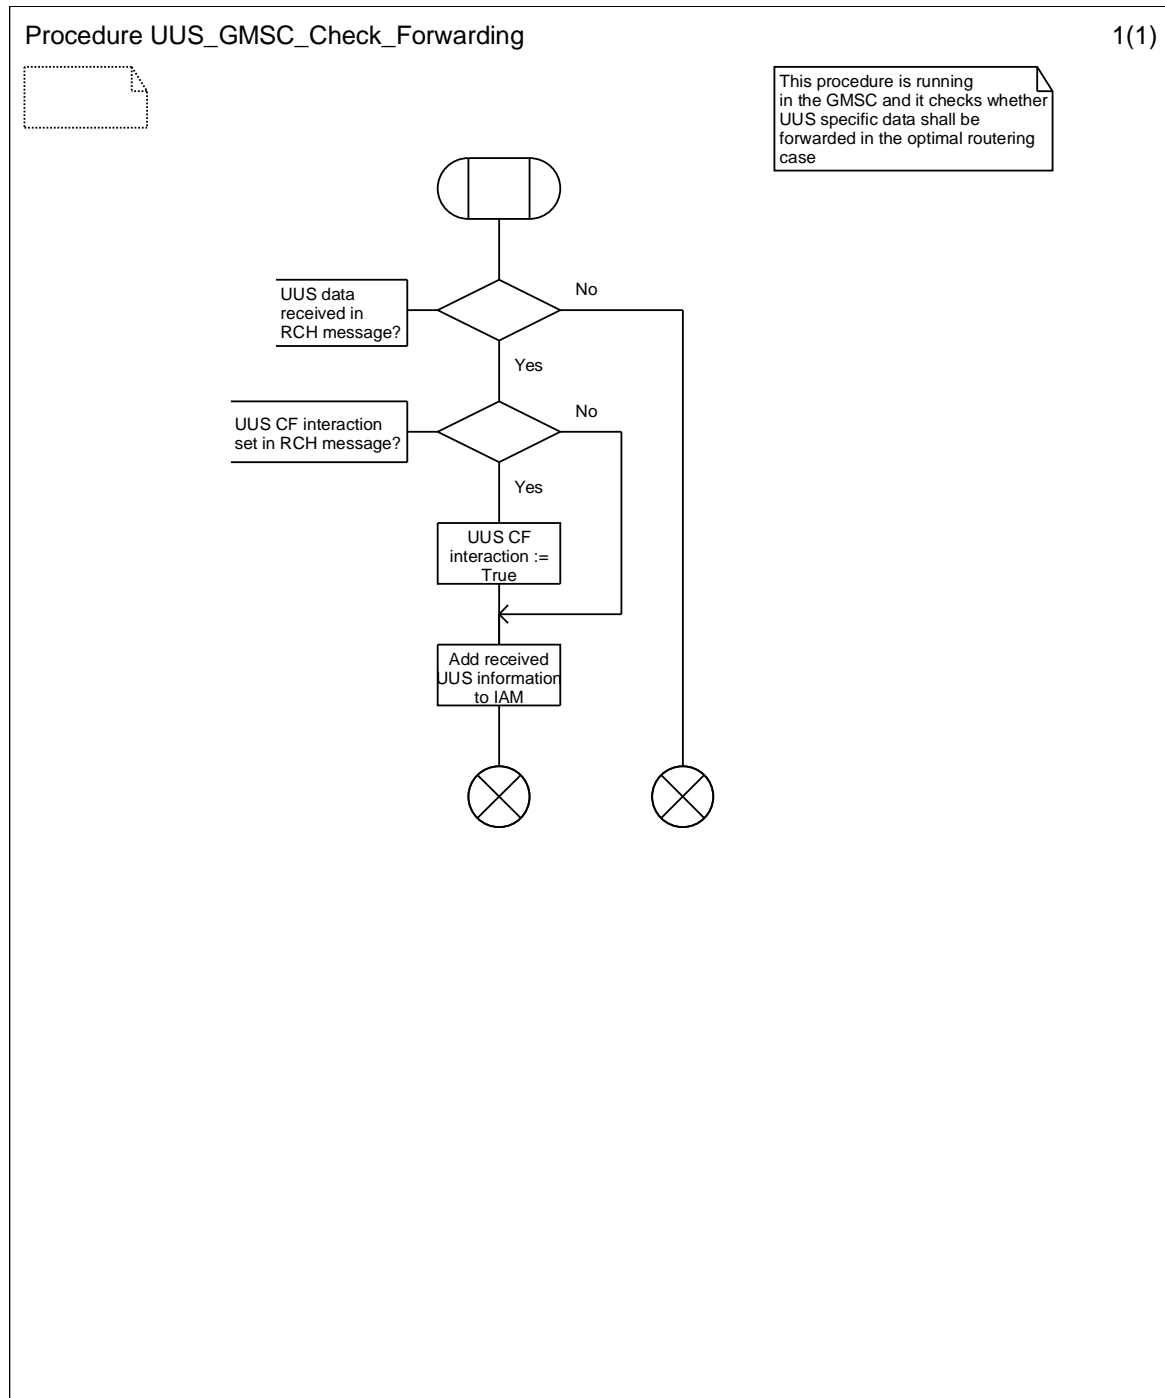 Procedure UUS_GMSC_Check_Forwarding
1(1)
This procedure is running
in the GMSC and it checks whether
UUS specific data shall be
forwarded in the optimal routering
case
UUS data
received in
RCH message?
No
Yes
UUS CF interaction
set in RCH message?
No
Yes
UUS CF
interaction :=
True
Add received
UUS information
to IAM